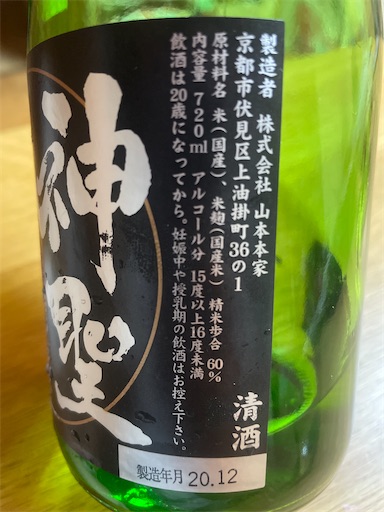 製造者 株式会社 山本本家
京都市伏見区上油掛町36の1
原材料名 米(国産)、米麹(国産米) 精米歩合 60%
内容量 720ml アルコール分 15度以上16度未満
飲酒は20歳になってから。妊娠中や授乳期の飲酒はお控え下さい。
清酒
神聖
製造年月 20.12